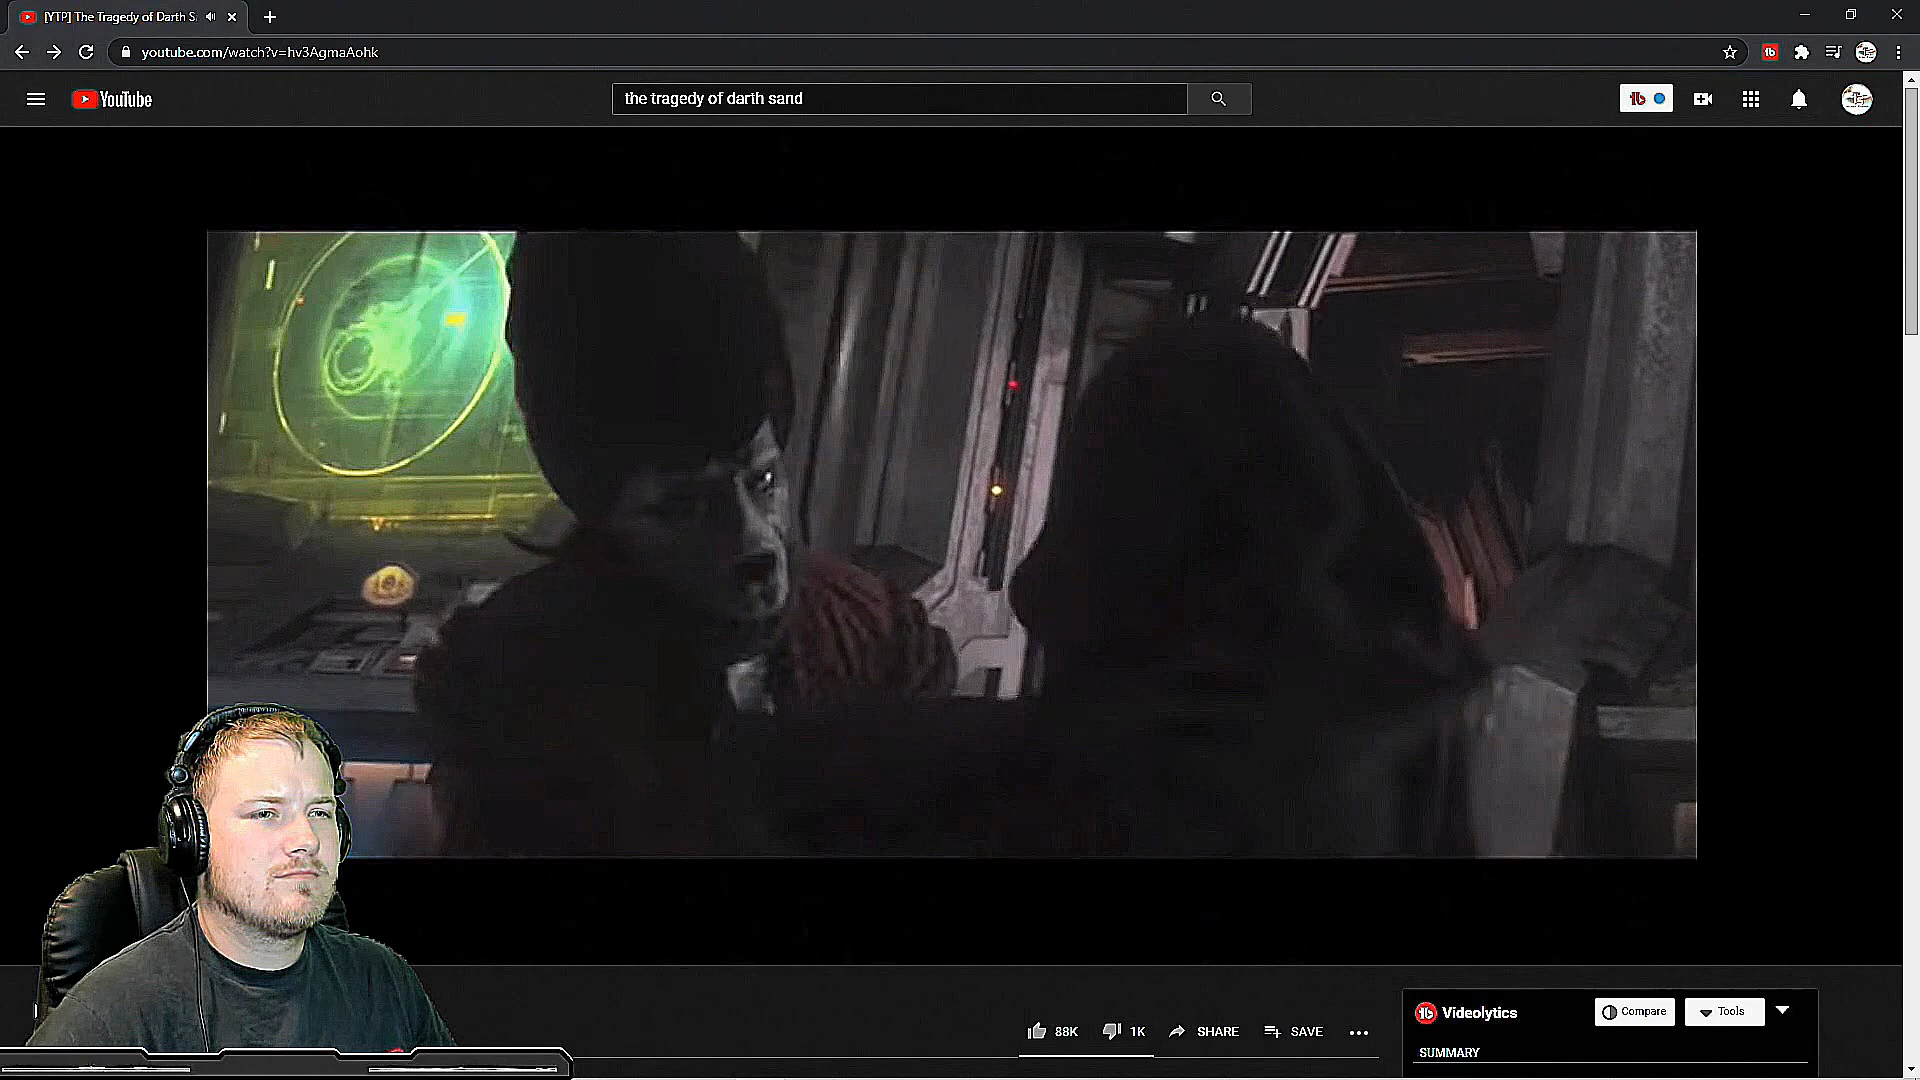 [YTP] The Tragedy of Darth S
youtube.com/watch?v=hv3AgmaAohk
YouTube
the tragedy of darth sand
88K
1K
SHARE
SAVE
Videolytics
Compare
Tools
SUMMARY